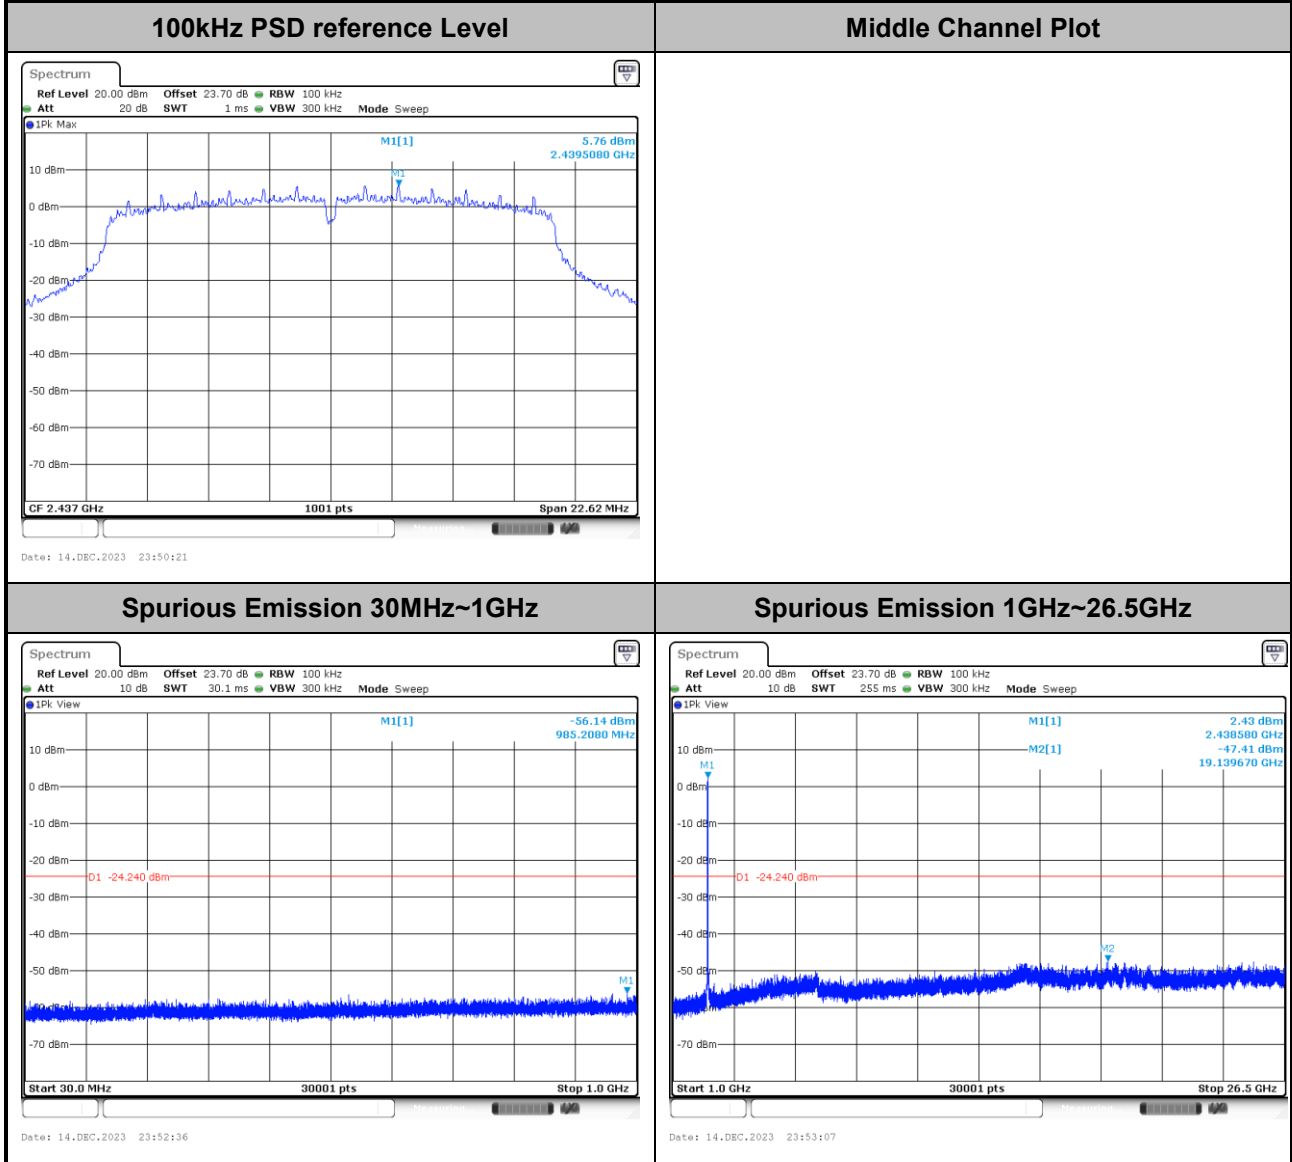 100kHz PSD reference Level
Middle Channel Plot
Spectrum
Ref Level 20.00 dBm Offset 23.70 dB RBW 100 kHz
Att 20 dB SWT 1 ms VBW 300 kHz Mode Sweep
1Pk Max
M1[1] 5.76 dBm
2.4395080 GHz
M1
10 dBm
0 dBm
-10 dBm
-20 dBm
-30 dBm
-40 dBm
-50 dBm
-60 dBm
-70 dBm
CF 2.437 GHz 1001 pts Span 22.62 MHz
Measuring...
Date: 14.DEC.2023 23:50:21
Spurious Emission 30MHz~1GHz
Spurious Emission 1GHz~26.5GHz
Spectrum
Ref Level 20.00 dBm Offset 23.70 dB RBW 100 kHz
Att 10 dB SWT 30.1 ms VBW 300 kHz Mode Sweep
1Pk View
M1[1] -56.14 dBm
985.2080 MHz
10 dBm
0 dBm
-10 dBm
-20 dBm
D1 -24.240 dBm
-30 dBm
-40 dBm
-50 dBm
M1
-70 dBm
Start 30.0 MHz 30001 pts Stop 1.0 GHz
Measuring...
Date: 14.DEC.2023 23:52:36
Spectrum
Ref Level 20.00 dBm Offset 23.70 dB RBW 100 kHz
Att 10 dB SWT 255 ms VBW 300 kHz Mode Sweep
1Pk View
M1[1] 2.43 dBm
2.438580 GHz
10 dBm M2[1] -47.41 dBm
M1 19.139670 GHz
0 dBm
-10 dBm
-20 dBm
D1 -24.240 dBm
-30 dBm
-40 dBm
M2
-50 dBm
-70 dBm
Start 1.0 GHz 30001 pts Stop 26.5 GHz
Measuring...
Date: 14.DEC.2023 23:53:07